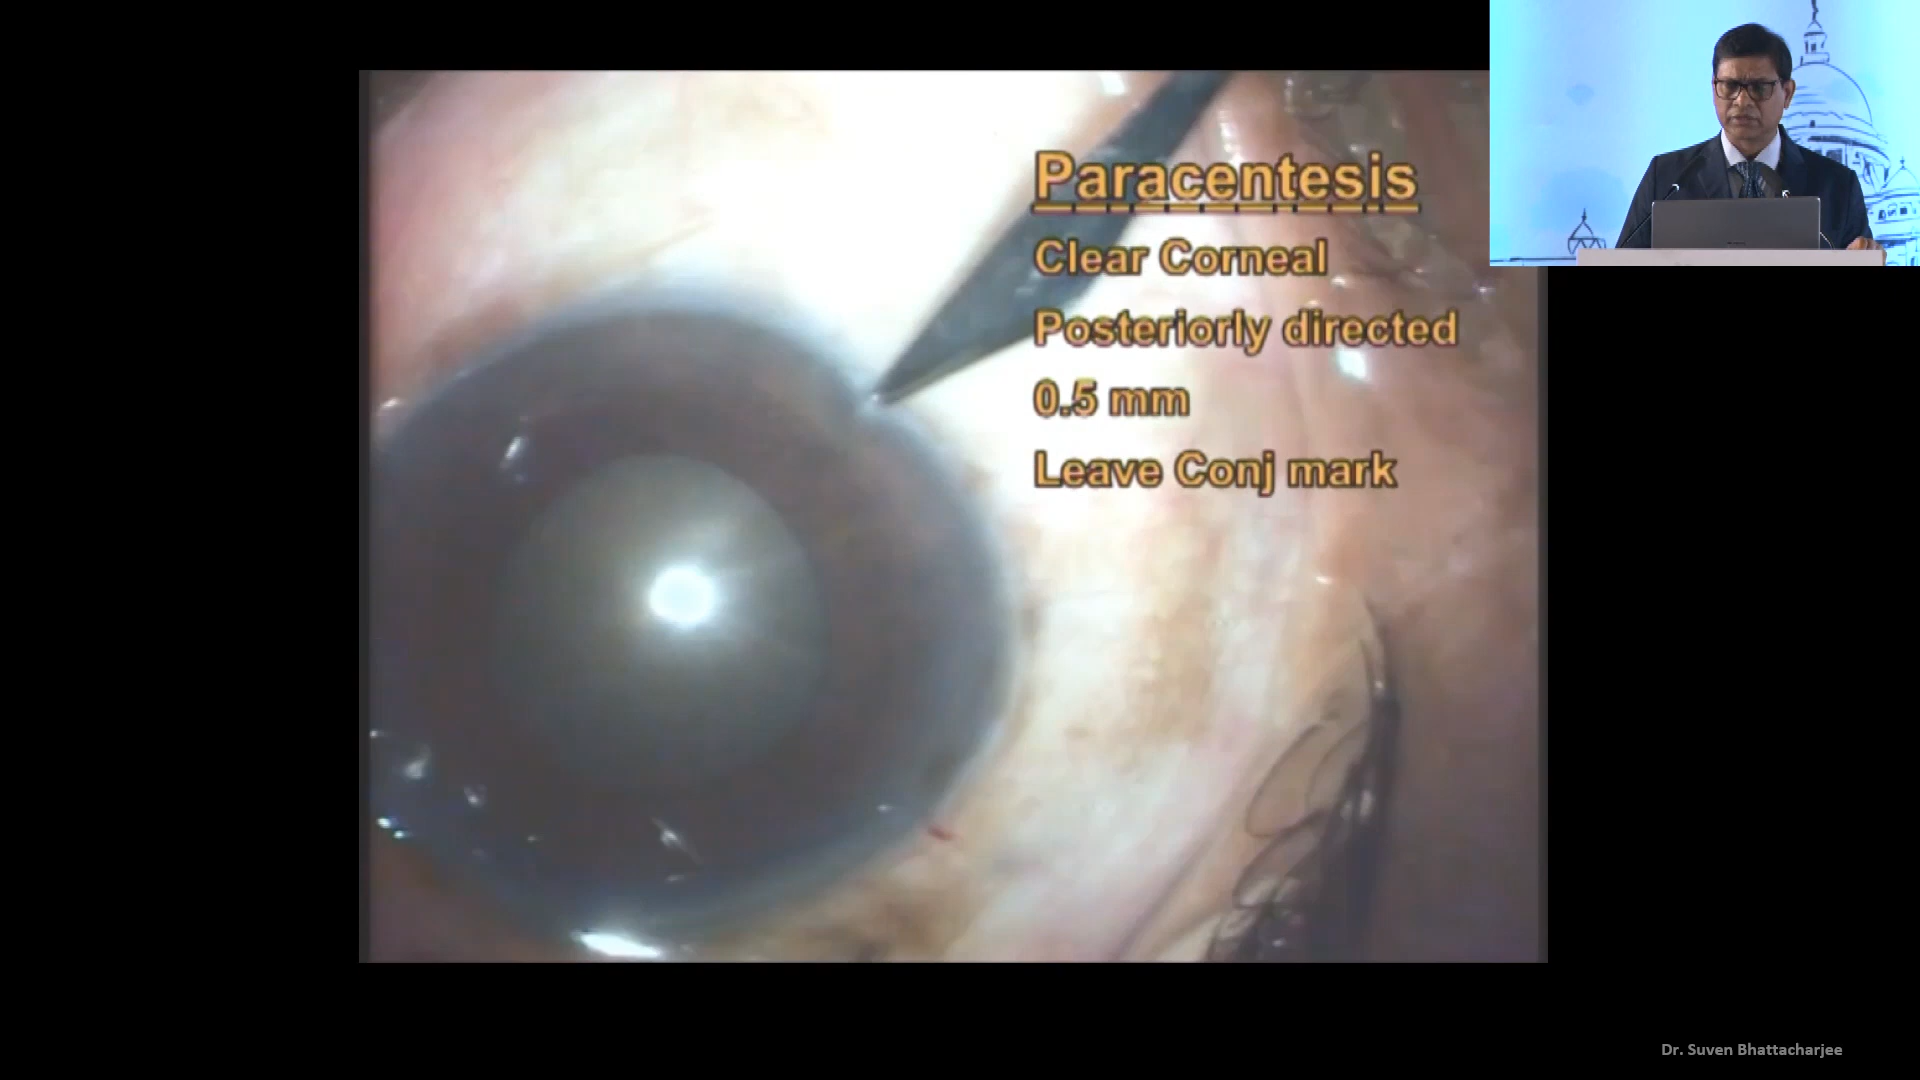 Paracentesis
Clear Corneal
Posteriorly directed
0.5 mm
Leave Conj mark
Dr. Suven Bhattacharjee